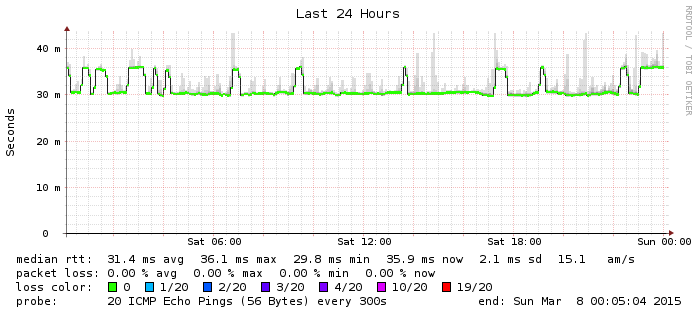 Last 24 Hours
RRDTOOL / TOBI OETIKER
Seconds
40 m
30 m
20 m
10 m
0
Sat 06:00 Sat 12:00 Sat 18:00 Sun 00:00
median rtt: 31.4 ms avg 36.1 ms max 29.8 ms min 35.9 ms now 2.1 ms sd 15.1 am/s
packet loss: 0.00 % avg 0.00 % max 0.00 % min 0.00 % now
loss color: 0 1/20 2/20 3/20 4/20 10/20 19/20
probe: 20 ICMP Echo Pings (56 Bytes) every 300s end: Sun Mar 8 00:05:04 2015